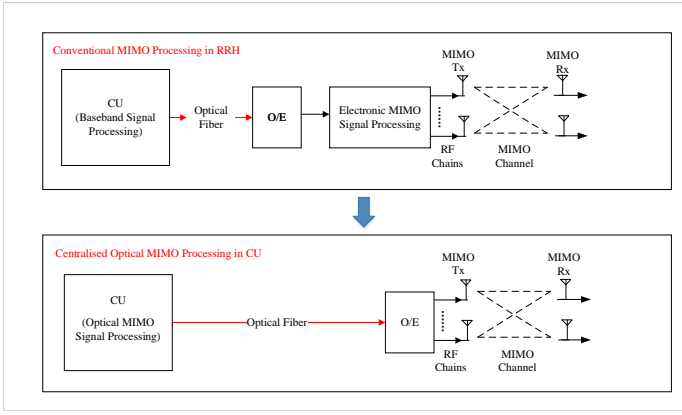 Conventional MIMO Processing in RRH
CU
(Baseband Signal
Processing)
Optical
Fiber
O/E
Electronic MIMO
Signal Processing
MIMO
Tx
RF
Chains
MIMO
Channel
MIMO
Rx
Centralised Optical MIMO Processing in CU
CU
(Optical MIMO
Signal Processing)
Optical Fiber
O/E
MIMO
Tx
RF
Chains
MIMO
Channel
MIMO
Rx